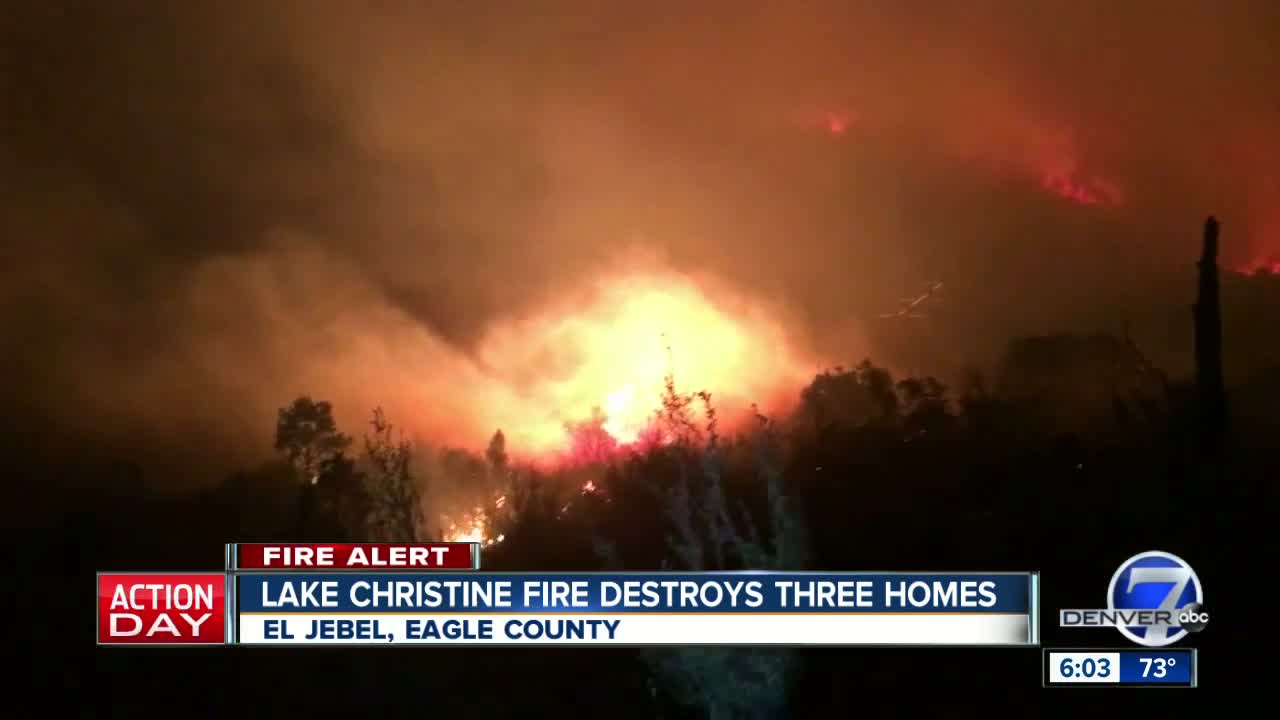 FIRE ALERT
ACTION
DAY
LAKE CHRISTINE FIRE DESTROYS THREE HOMES
EL JEBEL, EAGLE COUNTY
DENVER 7 abc
6:03 73°